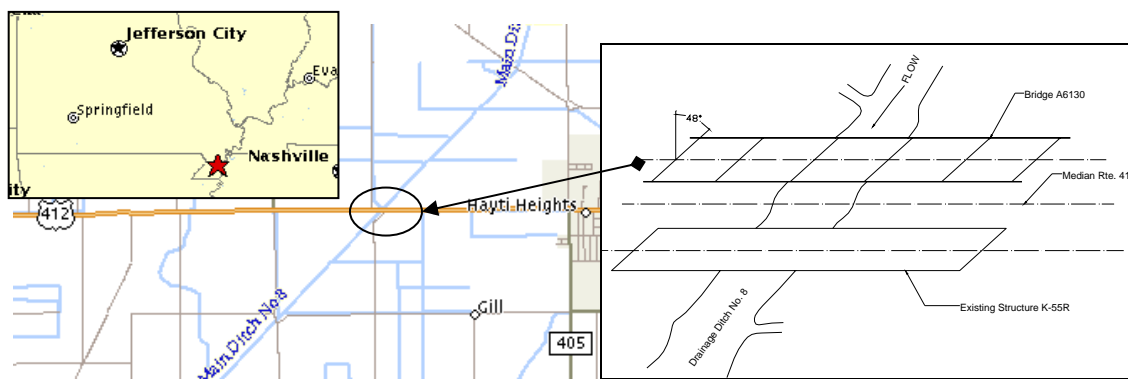 Jefferson City
Eva
Springfield
Nashville
ity
412
Main Di
Hayti Heights
Gill
405
Main Ditch No 8
FLOW
Bridge A6130
48°
Median Rte. 41
Existing Structure K-55R
Drainage Ditch No. 8